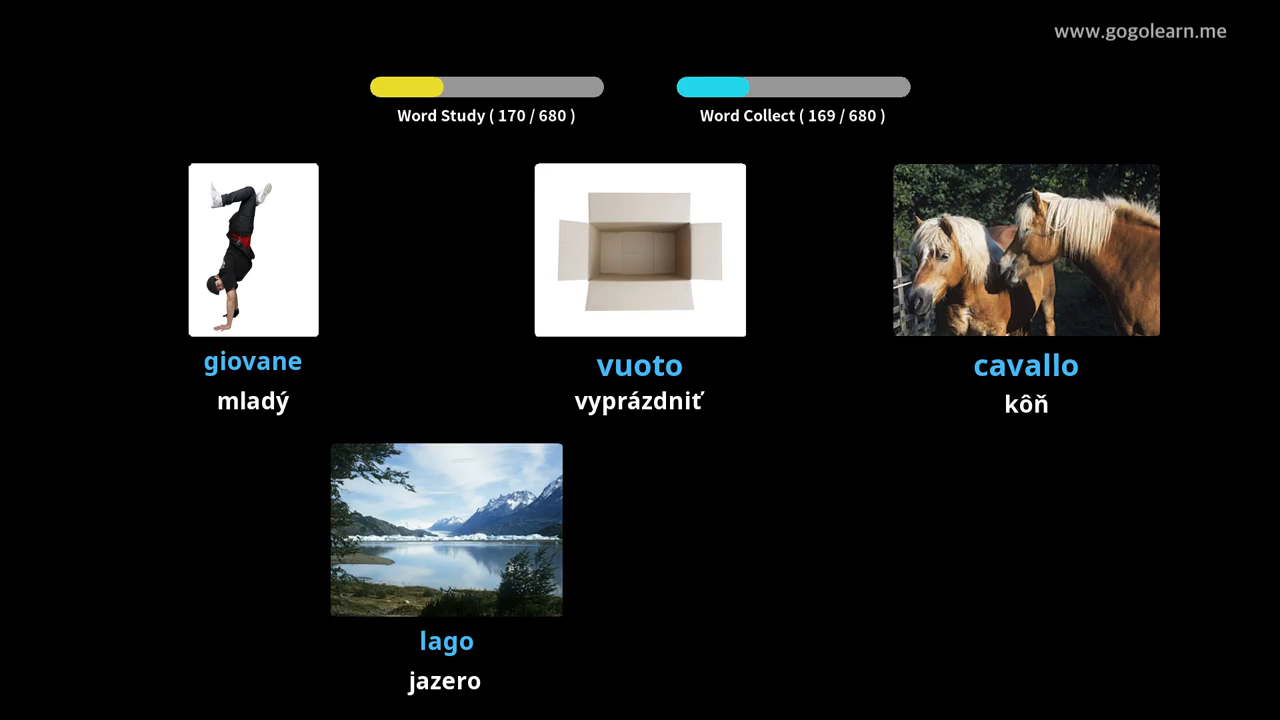 www.gogolearn.me
Word Study ( 170 / 680 )
Word Collect ( 169 / 680 )
giovane
mladý
vuoto
vyprázdniť
cavallo
kôň
lago
jazero